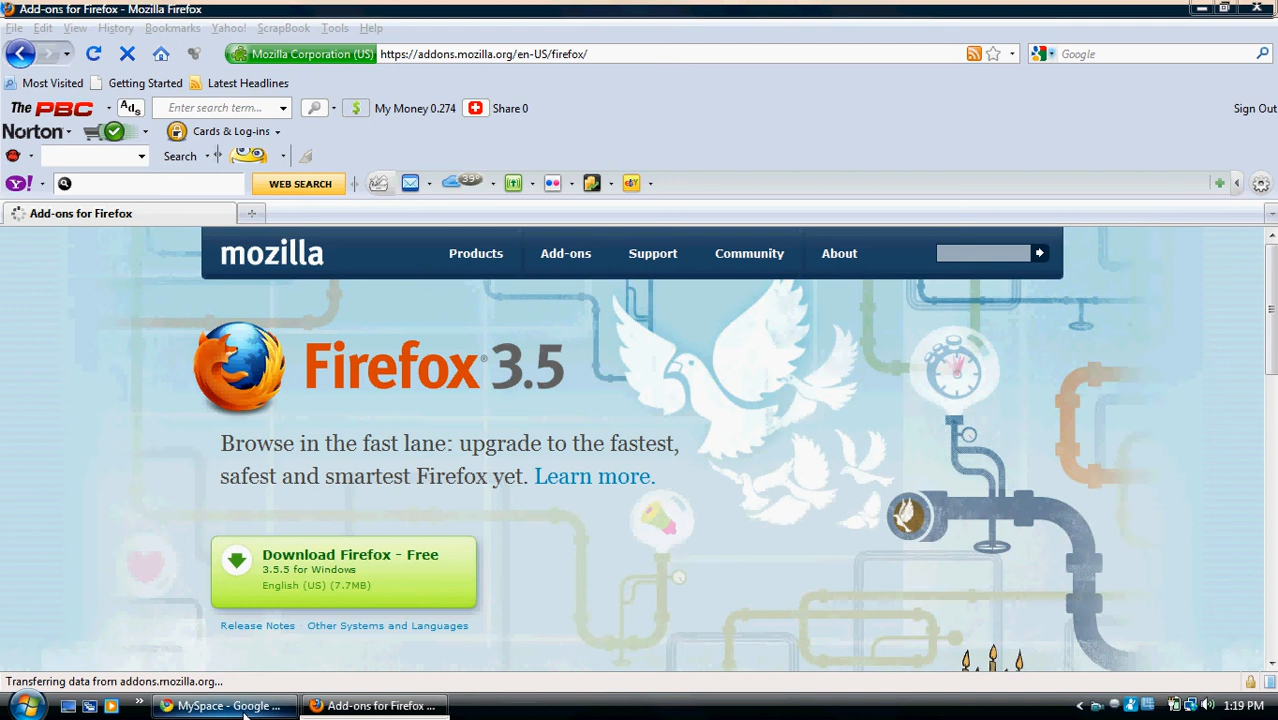 Add-ons for Firefox - Mozilla Firefox
File Edit View History Bookmarks Yahoo! ScrapBook Tools Help
Mozilla Corporation (US) https://addons.mozilla.org/en-US/firefox/ Google
Most Visited Getting Started Latest Headlines
The PBC Ads Enter search term... $ My Money 0.274 Share 0 Sign Out
Norton Cards & Log-ins
Search
Y! WEB SEARCH 39°
Add-ons for Firefox
mozilla Products Add-ons Support Community About
Firefox® 3.5
Browse in the fast lane: upgrade to the fastest,
safest and smartest Firefox yet. Learn more.
Download Firefox - Free
3.5.5 for Windows
English (US) (7.7MB)
Release Notes · Other Systems and Languages
Transferring data from addons.mozilla.org...
MySpace - Google ... Add-ons for Firefox ... 1:19 PM